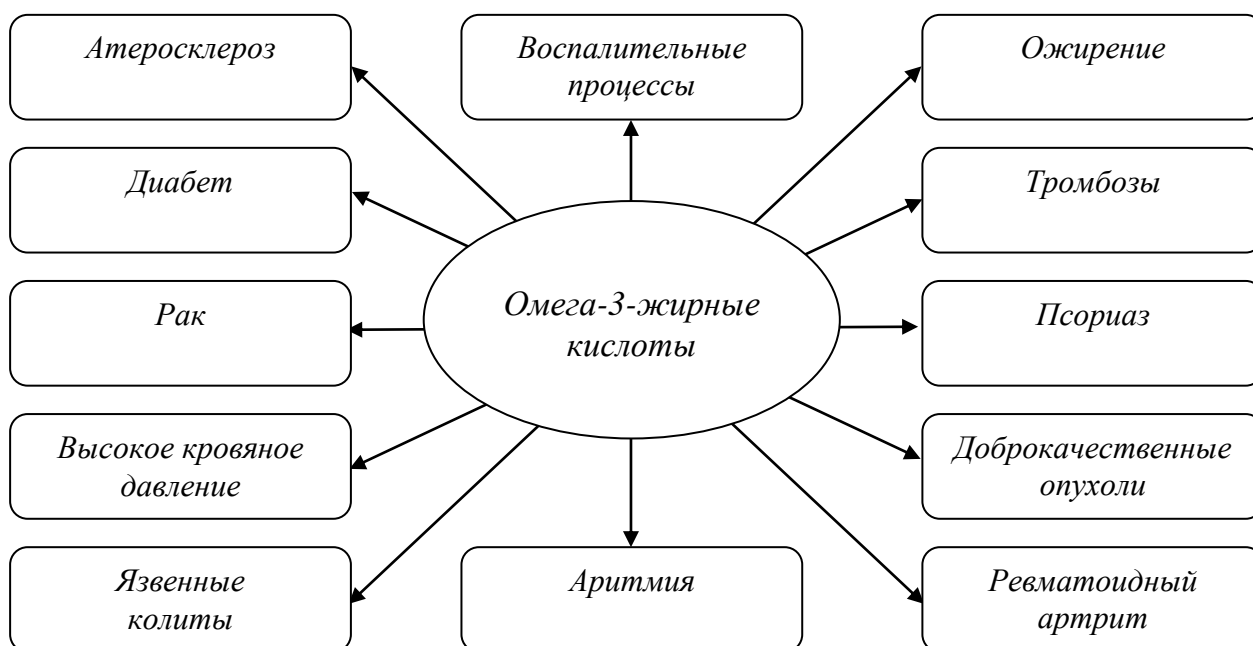 Атеросклероз
Воспалительные
процессы
Ожирение
Диабет
Тромбозы
Омега-3-жирные
кислоты
Рак
Псориаз
Высокое кровяное
давление
Доброкачественные
опухоли
Язвенные
колиты
Аритмия
Ревматоидный
артрит